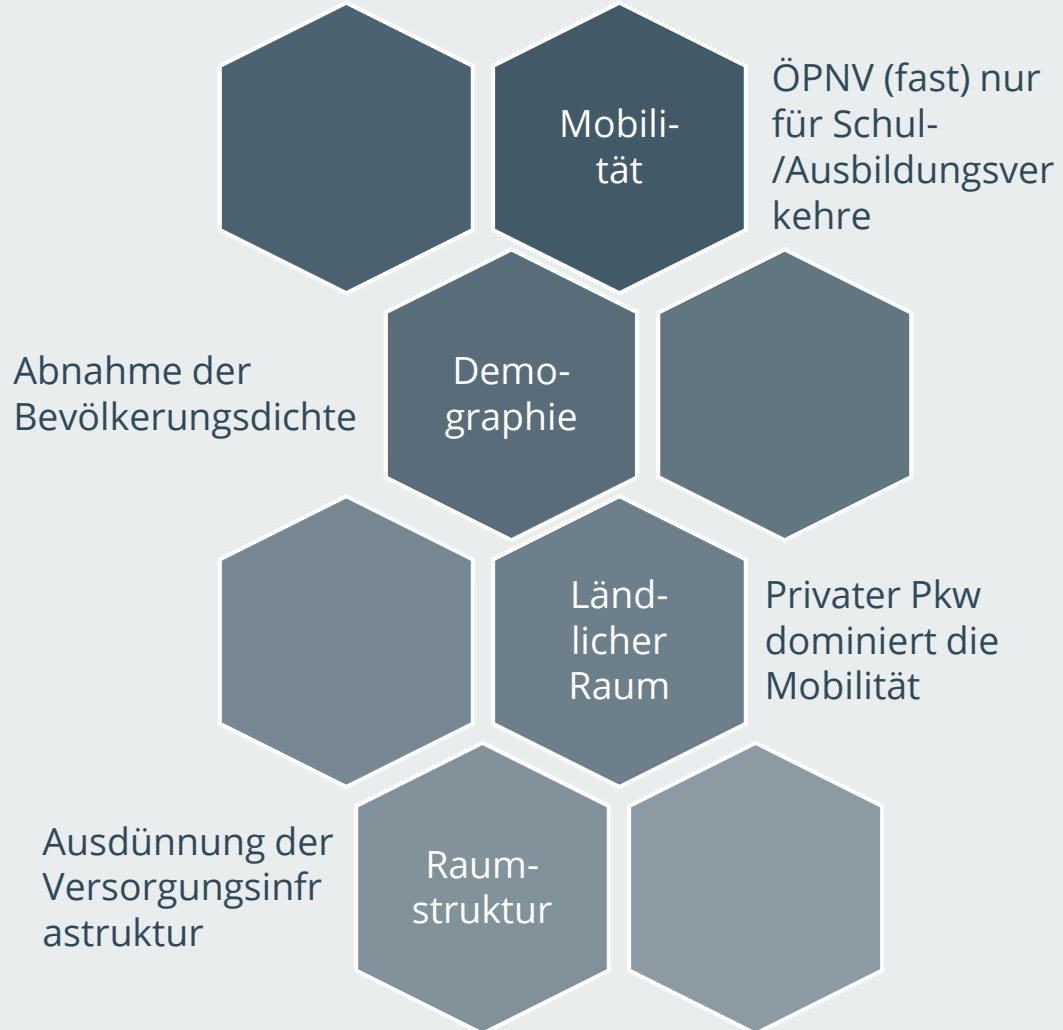 Mobili-
tät
ÖPNV (fast) nur
für Schul-
/Ausbildungsver
kehre
Abnahme der
Bevölkerungsdichte
Demo-
graphie
Länd-
licher
Raum
Privater Pkw
dominiert die
Mobilität
Ausdünnung der
Versorgungsinfr
astruktur
Raum-
struktur